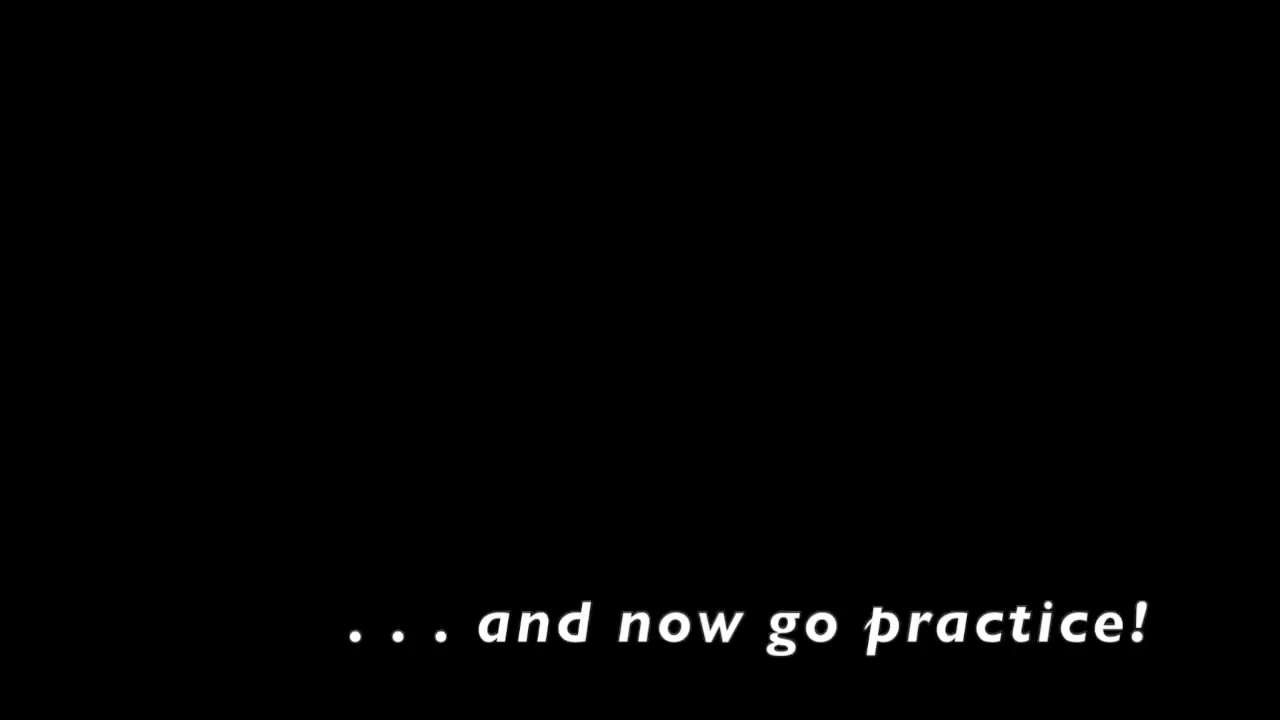 . . . and now go practice!